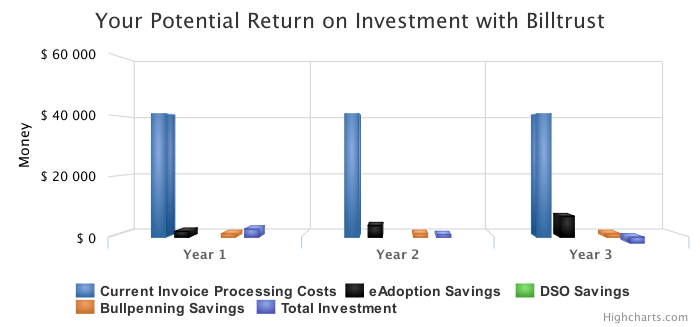 Your Potential Return on Investment with Billtrust
$ 60 000
$ 40 000
$ 20 000
$ 0
Money
Year 1 Year 2 Year 3
Current Invoice Processing Costs eAdoption Savings DSO Savings
Bullpenning Savings Total Investment
Highcharts.com